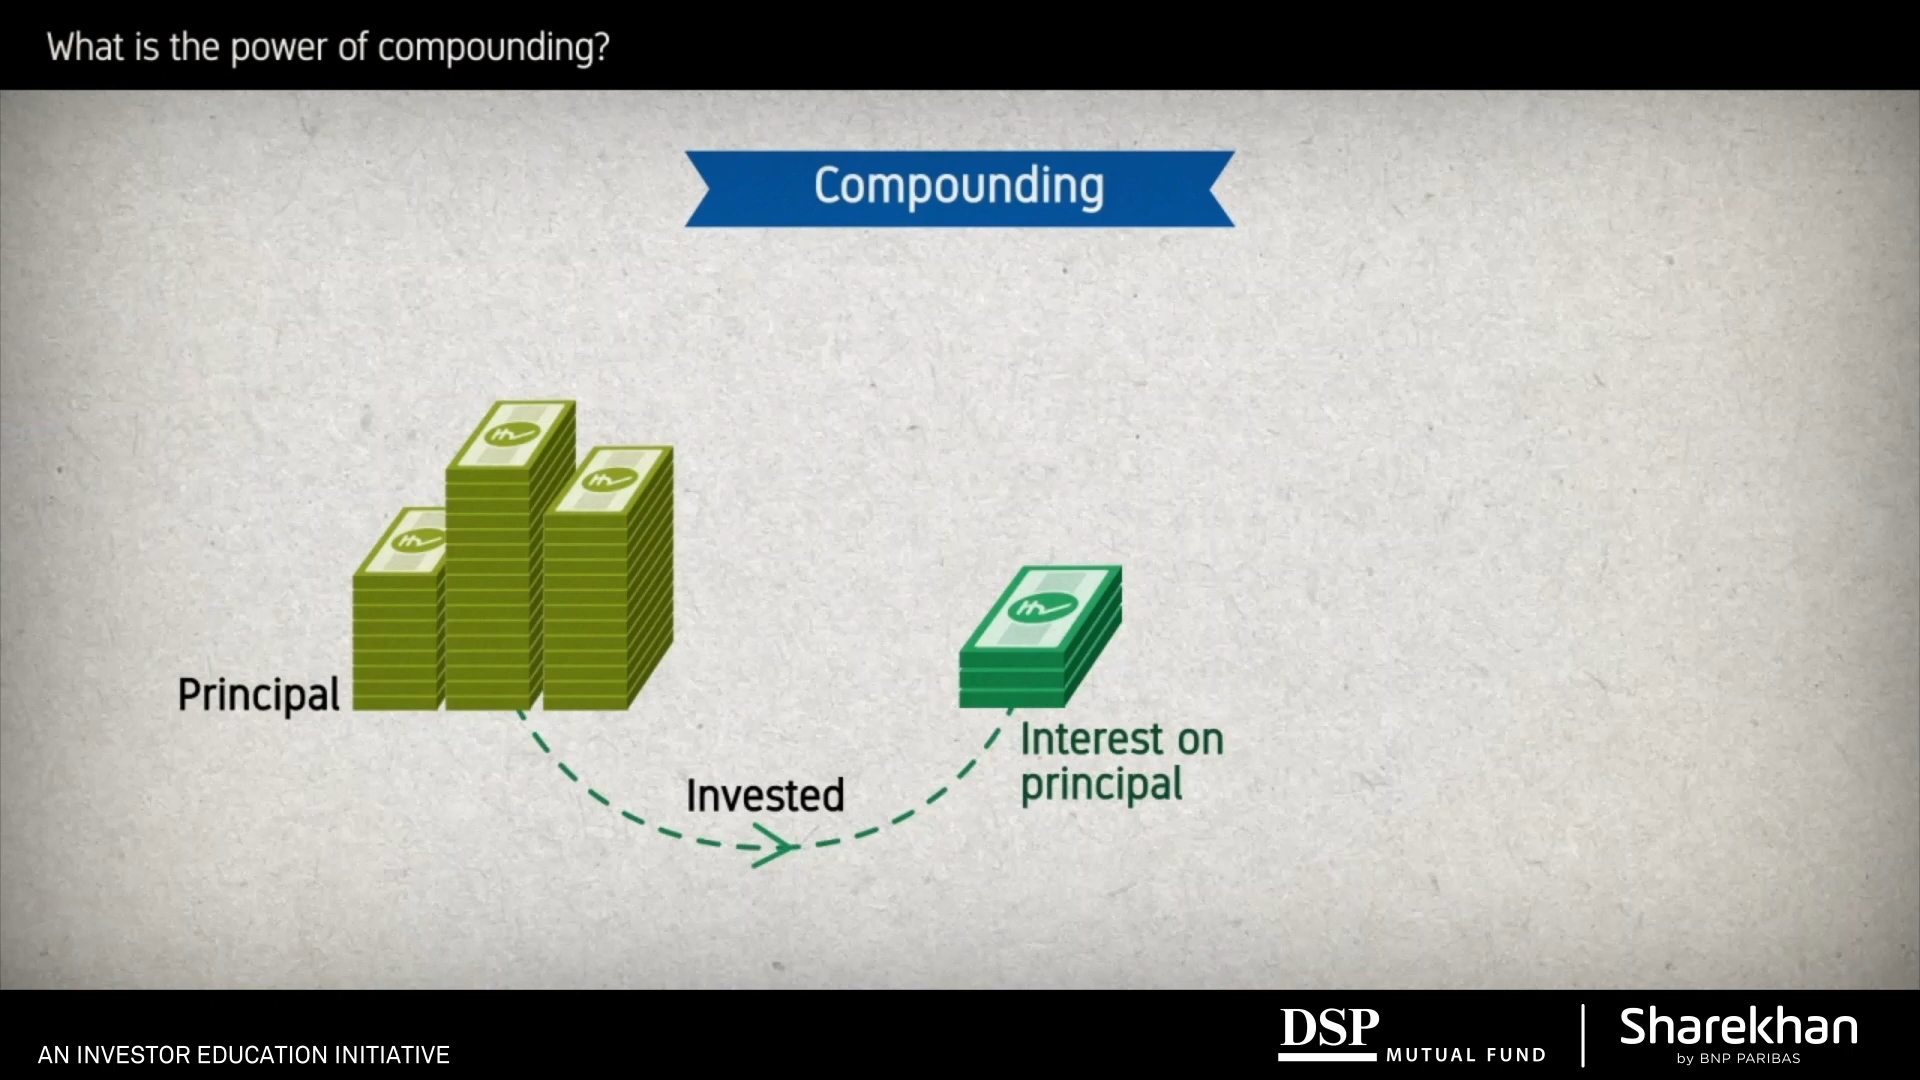 What is the power of compounding?
Compounding
Principal
Invested
Interest on
principal
AN INVESTOR EDUCATION INITIATIVE
DSP
MUTUAL FUND
Sharekhan
by BNP PARIBAS